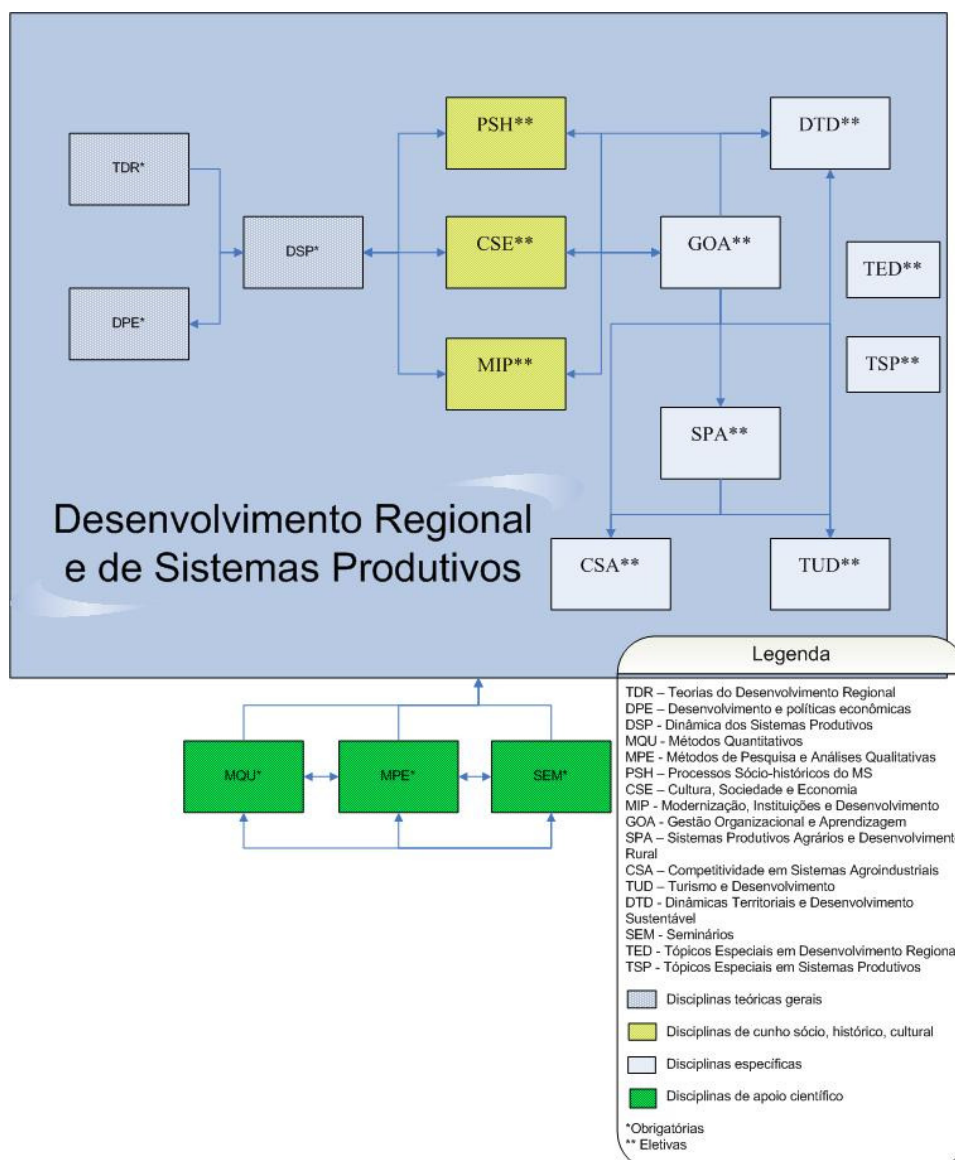 PSH**
DTD**
TDR*
DSP*
CSE**
GOA**
TED**
DPE*
MIP**
TSP**
SPA**
Desenvolvimento Regional
e de Sistemas Produtivos
CSA**
TUD**
MQU*
MPE*
SEM*
Legenda
TDR – Teorias do Desenvolvimento Regional
DPE – Desenvolvimento e políticas econômicas
DSP - Dinâmica dos Sistemas Produtivos
MQU - Métodos Quantitativos
MPE - Métodos de Pesquisa e Análises Qualitativas
PSH – Processos Sócio-históricos do MS
CSE – Cultura, Sociedade e Economia
MIP - Modernização, Instituições e Desenvolvimento
GOA - Gestão Organizacional e Aprendizagem
SPA – Sistemas Produtivos Agrários e Desenvolviment
Rural
CSA – Competitividade em Sistemas Agroindustriais
TUD – Turismo e Desenvolvimento
DTD - Dinâmicas Territoriais e Desenvolvimento
Sustentável
SEM - Seminários
TED - Tópicos Especiais em Desenvolvimento Regiona
TSP - Tópicos Especiais em Sistemas Produtivos
Disciplinas teóricas gerais
Disciplinas de cunho sócio, histórico, cultural
Disciplinas específicas
Disciplinas de apoio científico
*Obrigatórias
** Eletivas